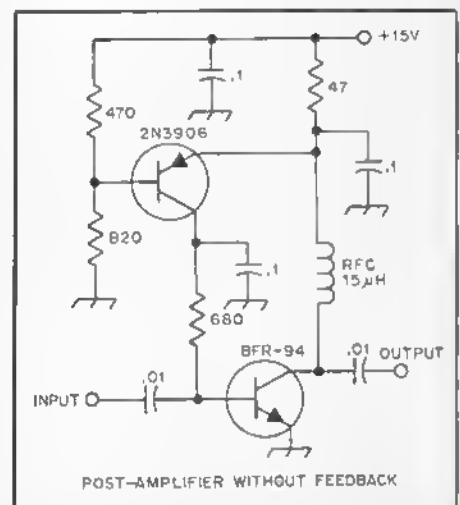 +15V
.1
47
470
2N3906
.1
820
.1
RFC
15µH
680
BFR-94
.01
OUTPUT
.01
INPUT
POST-AMPLIFIER WITHOUT FEEDBACK